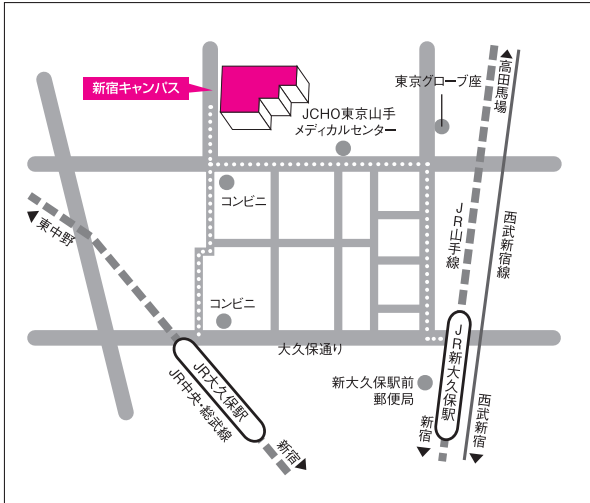 新宿キャンパス
東京グローブ座
高田馬場
JCHO東京山手
メディカルセンター
コンビニ
東中野
JR山手線
西武新宿線
コンビニ
大久保通り
JR大久保駅
JR中央・総武線
JR新大久保駅
新大久保駅前
郵便局
新宿
西武新宿
新宿